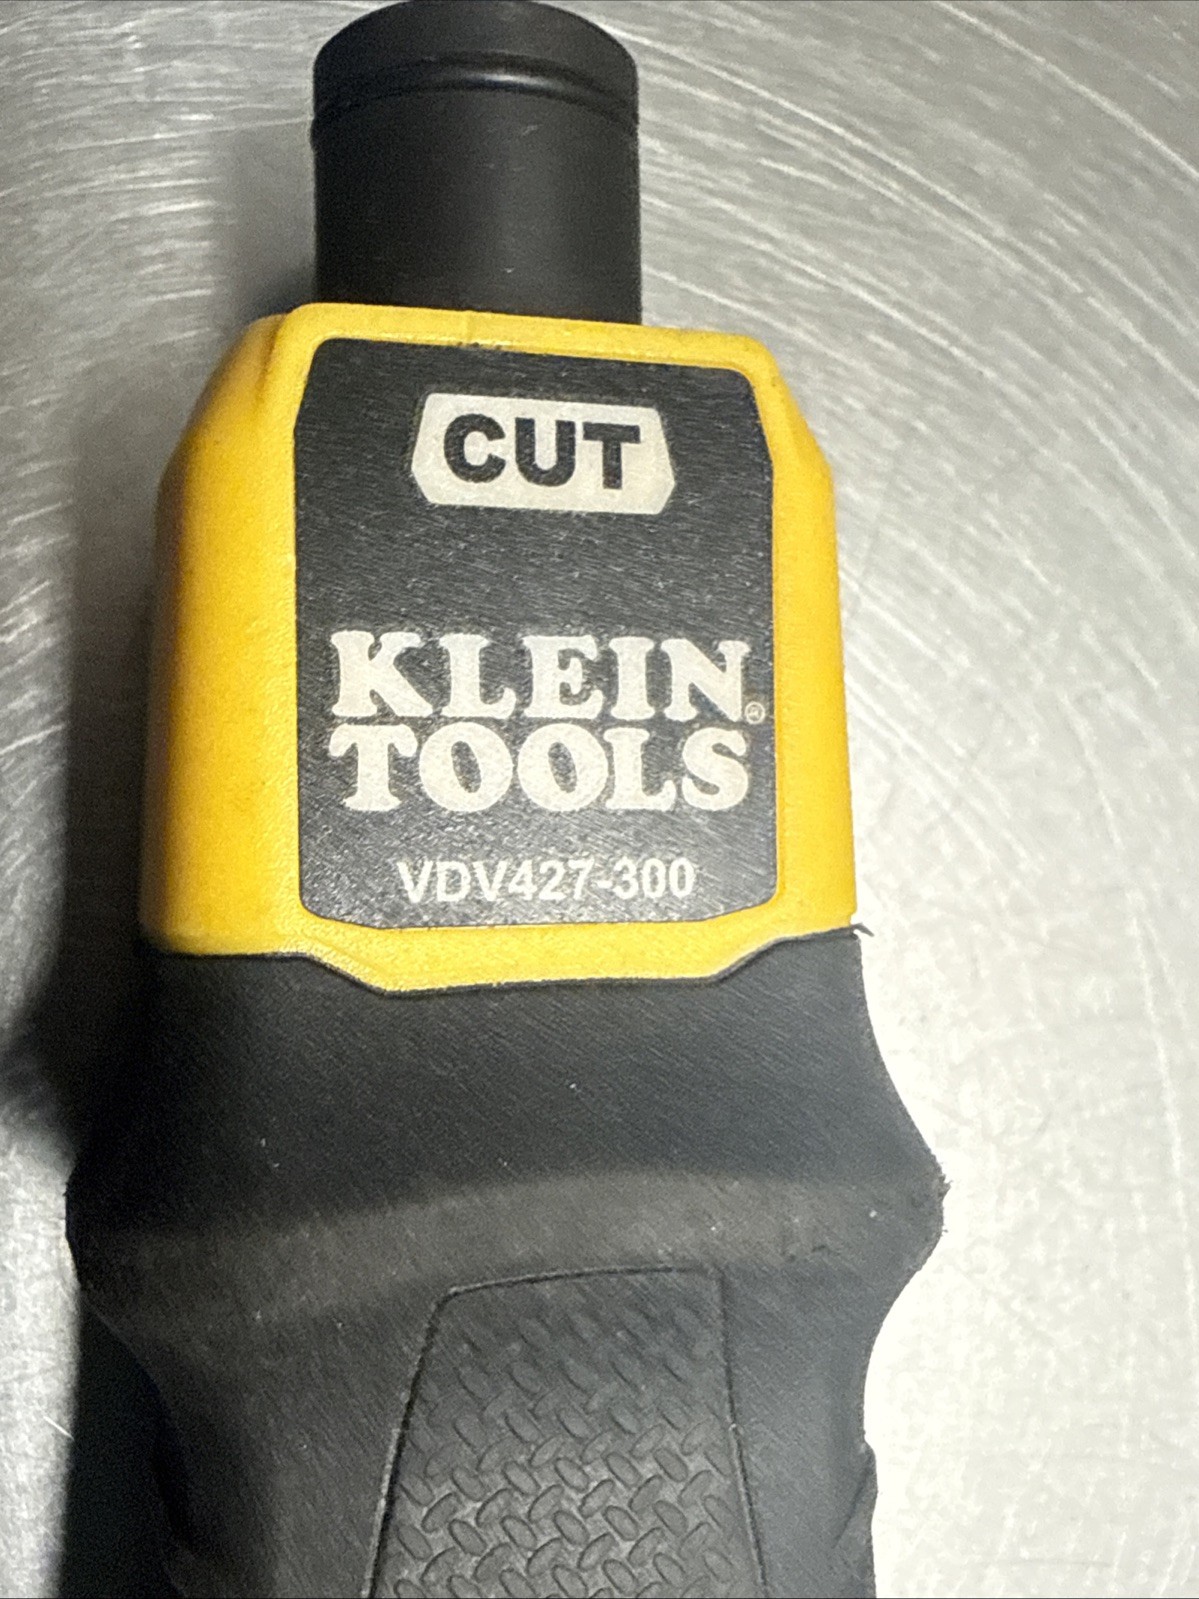 CUT
KLEIN
TOOLS®
VDV427-300